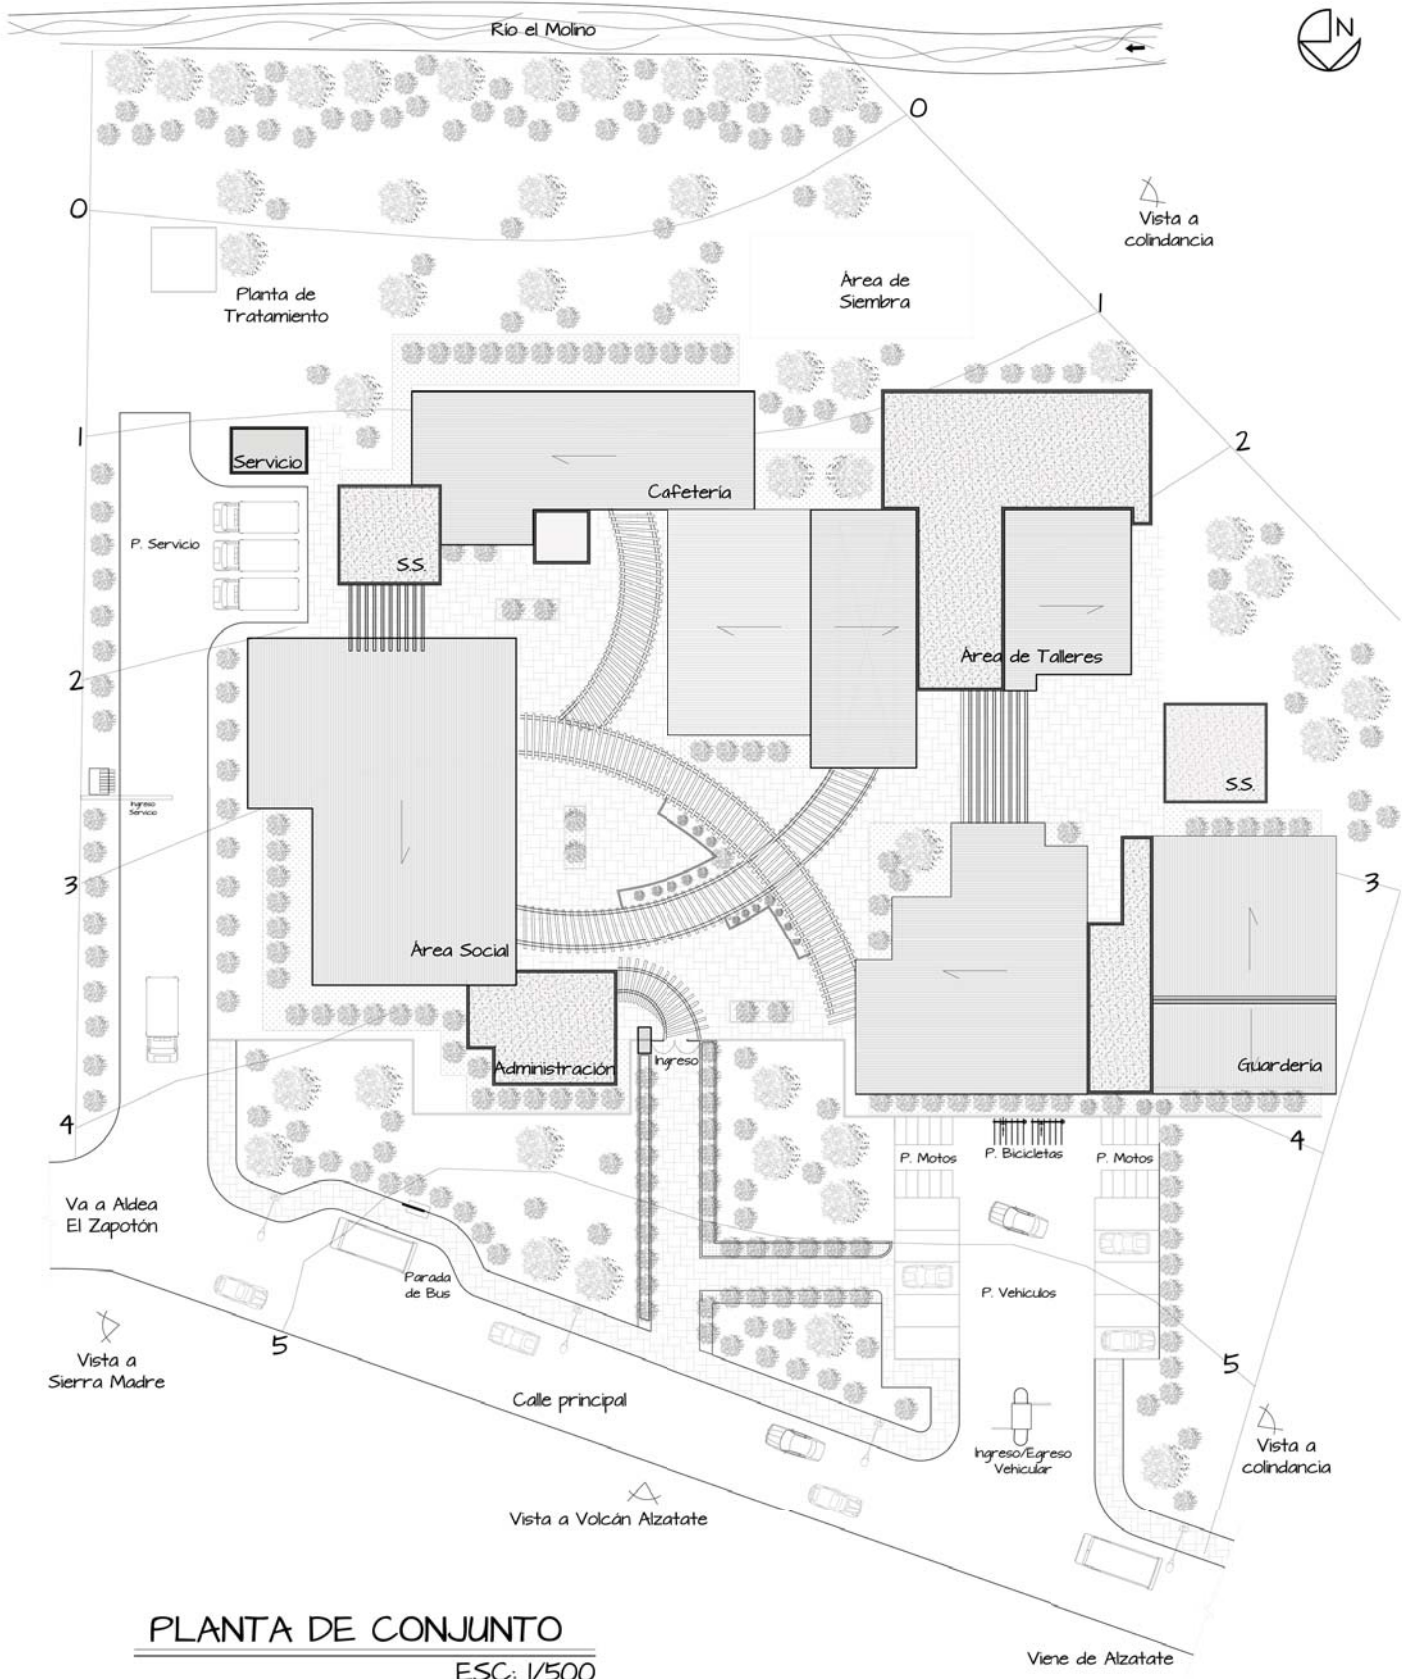 Río el Molino
N
0
Vista a
colindancia
0
Planta de
Tratamiento
Área de
Siembra
1
1
2
Servicio
Cafetería
P. Servicio
S.S.
Área de Talleres
2
S.S.
Ingreso
Servicio
3
3
Área Social
Administración
Ingreso
Guardería
4
4
P. Motos
P. Bicicletas
P. Motos
Va a Aldea
El Zapotón
Parada
de Bus
P. Vehículos
5
5
Vista a
Sierra Madre
Calle principal
Ingreso/Egreso
Vehicular
Vista a
colindancia
Vista a Volcán Alzatate
PLANTA DE CONJUNTO
ESC: 1/500
Viene de Alzatate